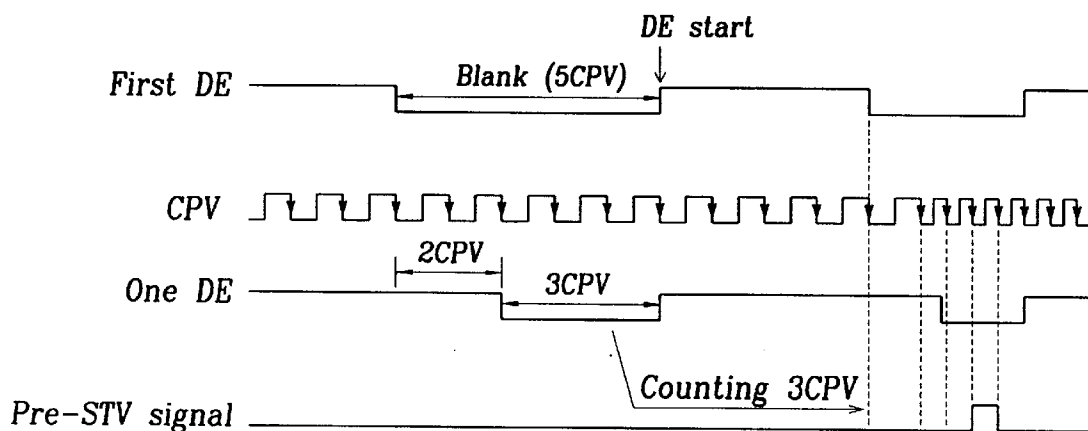 DE start
First DE
Blank (5CPV)
CPV
2CPV
One DE
3CPV
Counting 3CPV
Pre-STV signal